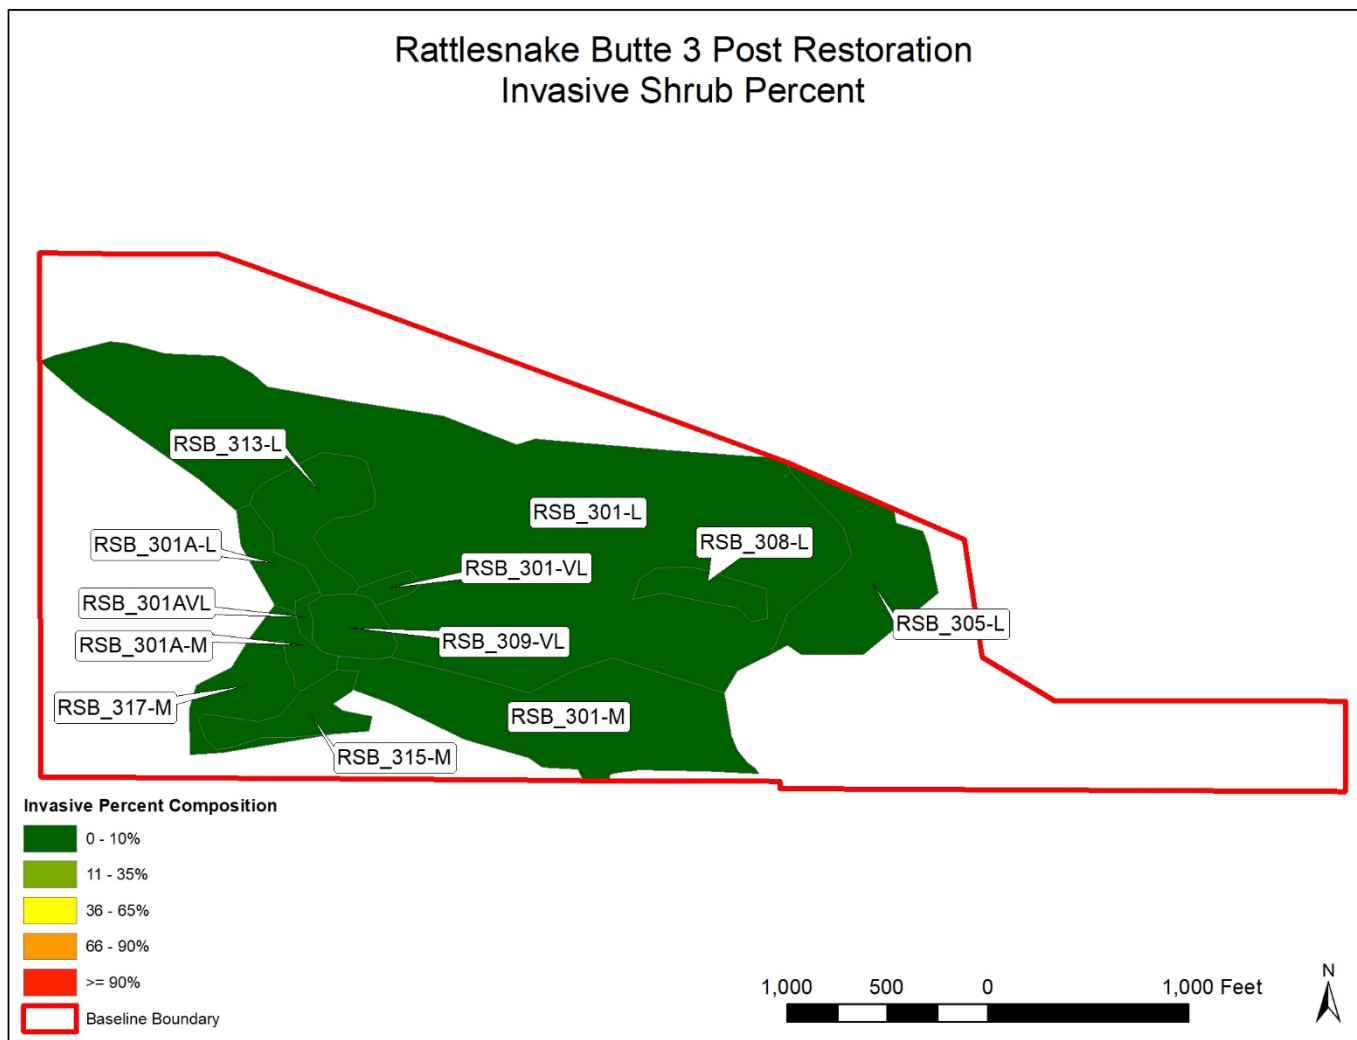 Rattlesnake Butte 3 Post Restoration
Invasive Shrub Percent
RSB_313-L
RSB_301-L
RSB_308-L
RSB_301A-L
RSB_301-VL
RSB_301AVL
RSB_305-L
RSB_301A-M
RSB_309-VL
RSB_317-M
RSB_301-M
RSB_315-M
Invasive Percent Composition
0 - 10%
11 - 35%
36 - 65%
66 - 90%
>= 90%
Baseline Boundary
1,000 500 0 1,000 Feet
N